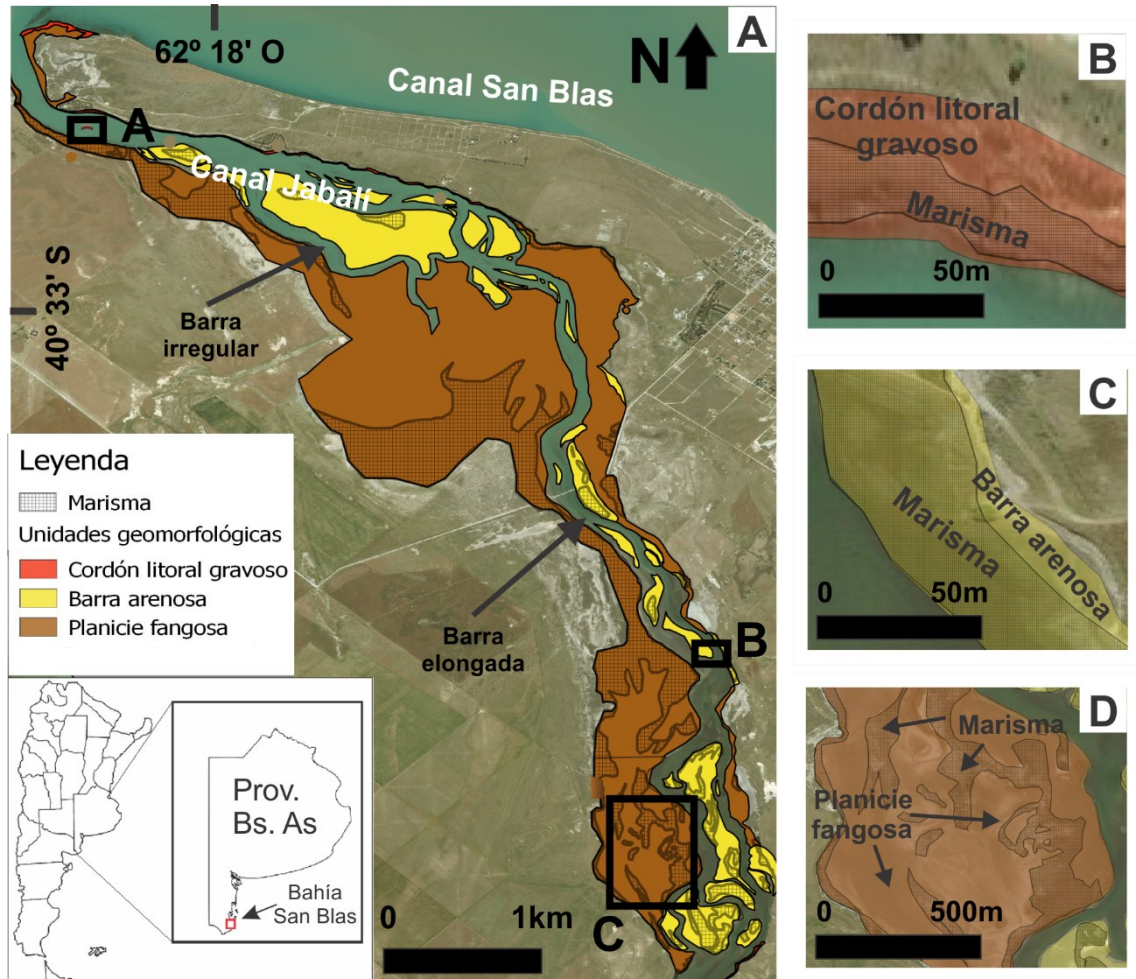 A
62º 18' O
N
Canal San Blas
A
Canal Jabalí
40º 33' S
Barra
irregular
Leyenda
Marisma
Unidades geomorfológicas
Cordón litoral gravoso
Barra arenosa
Planicie fangosa
Barra
elongada
B
C
0 1km
Prov.
Bs. As
Bahía
San Blas
B
Cordón litoral
gravoso
Marisma
0 50m
C
Marisma
Barra arenosa
0 50m
D
Marisma
Planicie
fangosa
0 500m